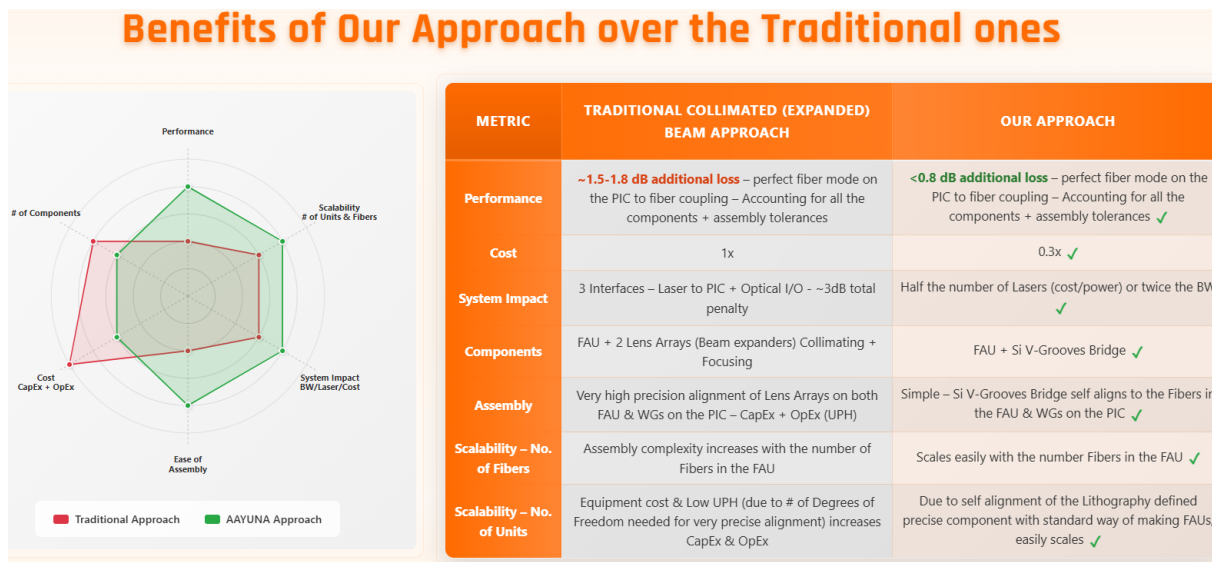 Benefits of Our Approach over the Traditional ones
Performance
# of Components
Scalability
# of Units & Fibers
Cost
CapEx + OpEx
System Impact
BW/Laser/Cost
Ease of
Assembly
Traditional Approach
AAYUNA Approach
METRIC
TRADITIONAL COLLIMATED (EXPANDED)
BEAM APPROACH
OUR APPROACH
Performance
~1.5-1.8 dB additional loss – perfect fiber mode on
the PIC to fiber coupling – Accounting for all the
components + assembly tolerances
<0.8 dB additional loss – perfect fiber mode on the
PIC to fiber coupling – Accounting for all the
components + assembly tolerances ✓
Cost
1x
0.3x ✓
System Impact
3 Interfaces – Laser to PIC + Optical I/O - ~3dB total
penalty
Half the number of Lasers (cost/power) or twice the BW
✓
Components
FAU + 2 Lens Arrays (Beam expanders) Collimating +
Focusing
FAU + Si V-Grooves Bridge ✓
Assembly
Very high precision alignment of Lens Arrays on both
FAU & WGs on the PIC – CapEx + OpEx (UPH)
Simple – Si V-Grooves Bridge self aligns to the Fibers in
the FAU & WGs on the PIC ✓
Scalability – No.
of Fibers
Assembly complexity increases with the number of
Fibers in the FAU
Scales easily with the number Fibers in the FAU ✓
Scalability – No.
of Units
Equipment cost & Low UPH (due to # of Degrees of
Freedom needed for very precise alignment) increases
CapEx & OpEx
Due to self alignment of the Lithography defined
precise component with standard way of making FAUs,
easily scales ✓